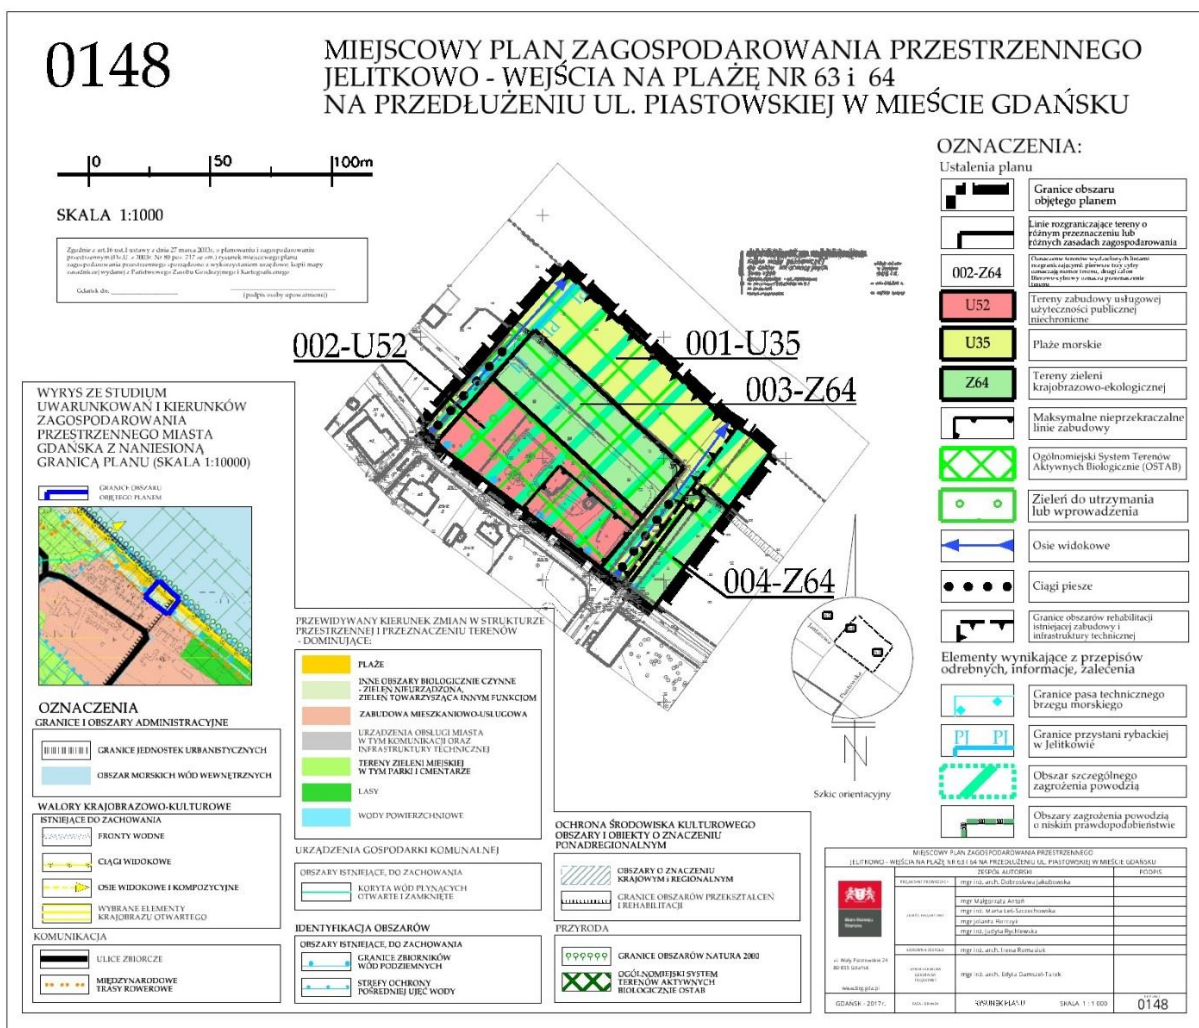 0148
MIEJSCOWY PLAN ZAGOSPODAROWANIA PRZESTRZENNEGO
JELITKOWO - WEJŚCIA NA PLAŻĘ NR 63 i 64
NA PRZEDŁUŻENIU UL. PIASTOWSKIEJ W MIEŚCIE GDAŃSKU
0 50 100m
SKALA 1:1000
Gdańsk dn.
(podpis osoby upoważnionej)
002-U52
001-U35
003-Z64
004-Z64
WYRYS ZE STUDIUM
UWARUNKOWAŃ I KIERUNKÓW
ZAGOSPODAROWANIA
PRZESTRZENNEGO MIASTA
GDAŃSKA Z NANIESIONĄ
GRANICĄ PLANU (SKALA 1:10000)
GRANICE OBSZARU
OBJĘTEGO PLANEM
OZNACZENIA
GRANICE I OBSZARY ADMINISTRACYJNE
GRANICE JEDNOSTEK URBANISTYCZNYCH
OBSZAR MORSKICH WÓD WEWNĘTRZNYCH
WALORY KRAJOBRAZOWO-KULTUROWE
ISTNIEJĄCE DO ZACHOWANIA
FRONTY WODNE
CIĄGI WIDOKOWE
OSIE WIDOKOWE I KOMPOZYCYJNE
WYBRANE ELEMENTY
KRAJOBRAZU OTWARTEGO
KOMUNIKACJA
ULICE ZBIORCZE
MIĘDZYNARODOWE
TRASY ROWEROWE
PRZEWIDYWANY KIERUNEK ZMIAN W STRUKTURZE
PRZESTRZENNEJ I PRZEZNACZENIU TERENÓW
- DOMINUJĄCE:
PLAŻE
INNE OBSZARY BIOLOGICZNIE CZYNNE
- ZIELEŃ NIEURZĄDZONA,
ZIELEŃ TOWARZYSZĄCA INNYM FUNKCJOM
ZABUDOWA MIESZKANIOWO-USŁUGOWA
URZĄDZENIA OBSŁUGI MIASTA
W TYM KOMUNIKACJI ORAZ
INFRASTRUKTURY TECHNICZNEJ
TERENY ZIELENI MIEJSKIEJ
W TYM PARKI I CMENTARZE
LASY
WODY POWIERZCHNIOWE
URZĄDZENIA GOSPODARKI KOMUNALNEJ
OBSZARY ISTNIEJĄCE, DO ZACHOWANIA
KORYTA WÓD PŁYNĄCYCH
OTWARTE I ZAMKNIĘTE
IDENTYFIKACJA OBSZARÓW
OBSZARY ISTNIEJĄCE, DO ZACHOWANIA
GRANICE ZBIORNIKÓW
WÓD PODZIEMNYCH
STREFY OCHRONY
POŚREDNIEJ UJĘĆ WODY
OCHRONA ŚRODOWISKA KULTUROWEGO
OBSZARY I OBIEKTY O ZNACZENIU
PONADREGIONALNYM
OBSZARY O ZNACZENIU
KRAJOWYM i REGIONALNYM
GRANICE OBSZARÓW PRZEKSZTAŁCEŃ
I REHABILITACJI
PRZYRODA
GRANICE OBSZARÓW NATURA 2000
OGÓLNOMIEJSKI SYSTEM
TERENÓW AKTYWNYCH
BIOLOGICZNIE OSTAB
Piastowska
N
Szkic orientacyjny
OZNACZENIA:
Ustalenia planu
Granice obszaru
objętego planem
Linie rozgraniczające tereny o
różnym przeznaczeniu lub
różnych zasadach zagospodarowania
002-Z64
U52
Tereny zabudowy usługowej
użyteczności publicznej
niechronione
U35
Plaże morskie
Z64
Tereny zieleni
krajobrazowo-ekologicznej
Maksymalne nieprzekraczalne
linie zabudowy
Ogólnomiejski System Terenów
Aktywnych Biologicznie (OSTAB)
Zieleń do utrzymania
lub wprowadzenia
Osie widokowe
Ciągi piesze
Granice obszarów rehabilitacji
istniejącej zabudowy i
infrastruktury technicznej
Elementy wynikające z przepisów
odrebnych, informacje, zalecenia
Granice pasa technicznego
brzegu morskiego
PJ PJ
Granice przystani rybackiej
w Jelitkowie
Obszar szczególnego
zagrożenia powodzią
Obszary zagrożenia powodzią
o niskim prawdopodobieństwie
MIEJSCOWY PLAN ZAGOSPODAROWANIA PRZESTRZENNEGO
JELITKOWO - WEJŚCIA NA PLAŻĘ NR 63 i 64 NA PRZEDŁUŻENIU UL. PIASTOWSKIEJ W MIEŚCIE GDAŃSKU
ZESPÓŁ AUTORSKI
PODPIS
mgr inż. arch. Dobrosława Jakubowska
GDAŃSK - 2017r.
RYSUNEK PLANU
SKALA 1 : 1 000
0148